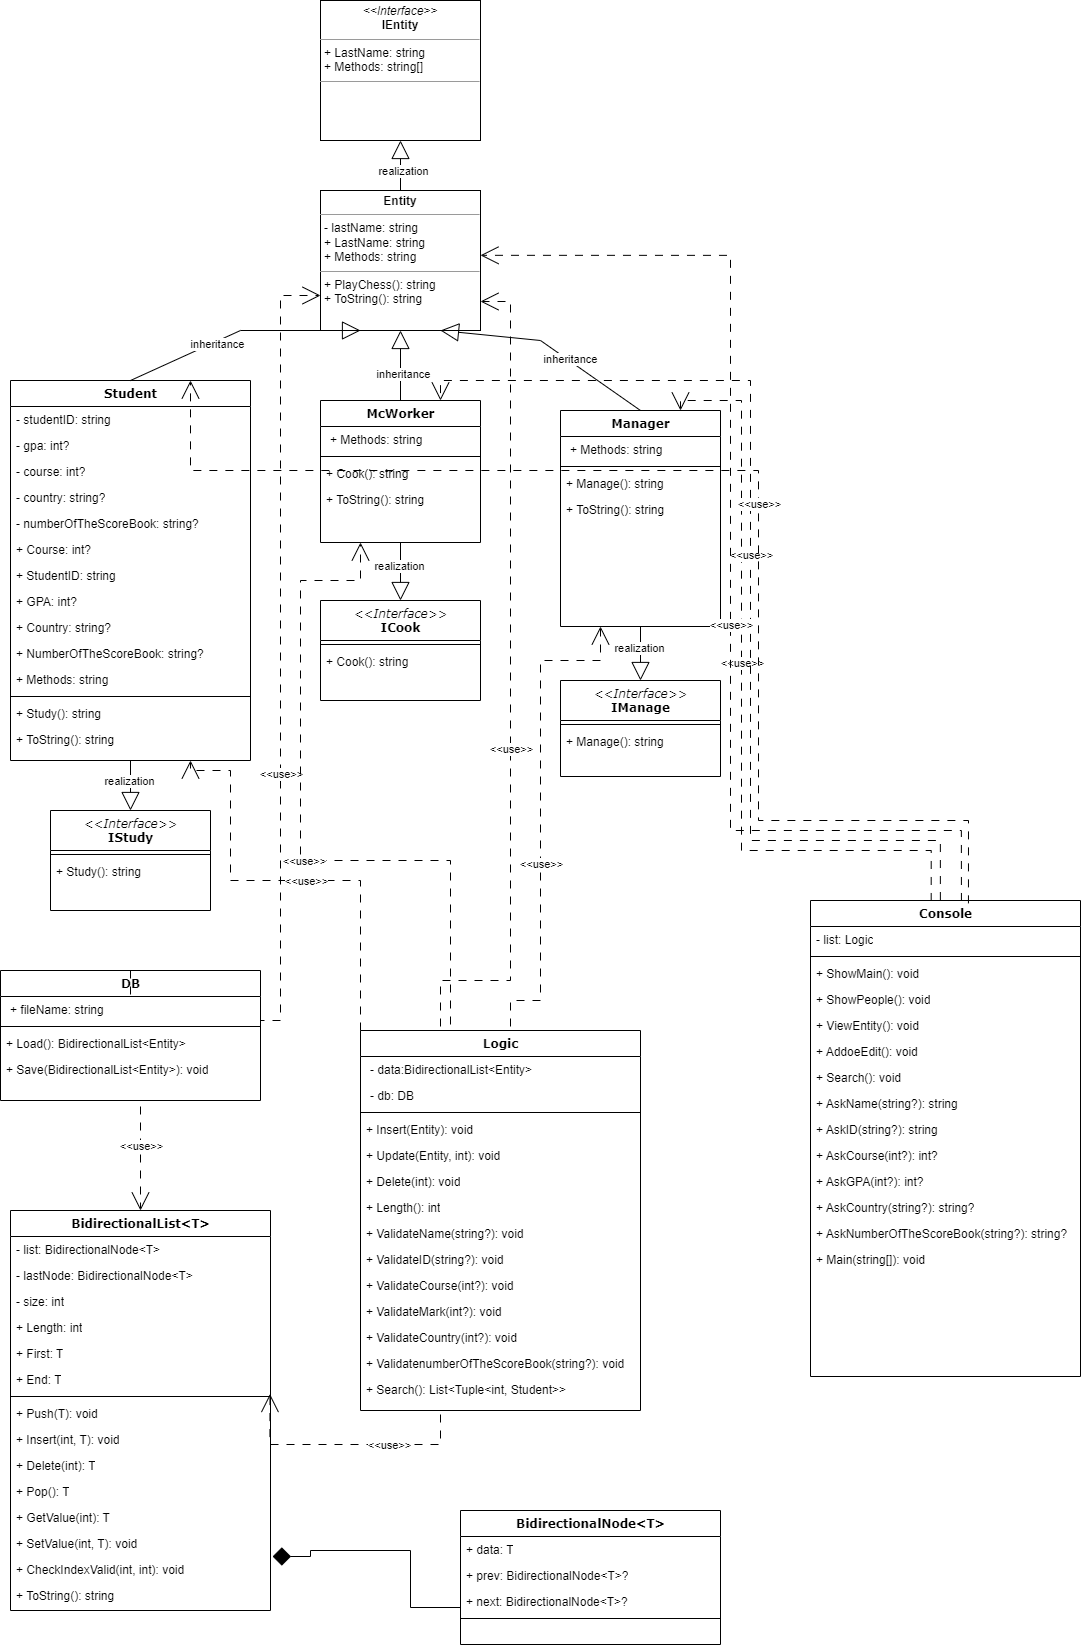 <<Interface>>
IEntity
+ LastName: string
+ Methods: string[]
realization
Entity
- lastName: string
+ LastName: string
+ Methods: string
+ PlayChess(): string
+ ToString(): string
inheritance
inheritance
inheritance
Student
- studentID: string
- gpa: int?
- course: int?
- country: string?
- numberOfTheScoreBook: string?
+ Course: int?
+ StudentID: string
+ GPA: int?
+ Country: string?
+ NumberOfTheScoreBook: string?
+ Methods: string
+ Study(): string
+ ToString(): string
McWorker
+ Methods: string
+ Cook(): string
+ ToString(): string
Manager
+ Methods: string
+ Manage(): string
+ ToString(): string
<<use>>
<<use>>
<<use>>
<<use>>
realization
<<Interface>>
ICook
+ Cook(): string
realization
<<Interface>>
IManage
+ Manage(): string
realization
<<Interface>>
IStudy
+ Study(): string
<<use>>
<<use>>
<<use>>
<<use>>
<<use>>
DB
+ fileName: string
+ Load(): BidirectionalList<Entity>
+ Save(BidirectionalList<Entity>): void
<<use>>
Console
- list: Logic
+ ShowMain(): void
+ ShowPeople(): void
+ ViewEntity(): void
+ AddoeEdit(): void
+ Search(): void
+ AskName(string?): string
+ AskID(string?): string
+ AskCourse(int?): int?
+ AskGPA(int?): int?
+ AskCountry(string?): string?
+ AskNumberOfTheScoreBook(string?): string?
+ Main(string[]): void
Logic
- data:BidirectionalList<Entity>
- db: DB
+ Insert(Entity): void
+ Update(Entity, int): void
+ Delete(int): void
+ Length(): int
+ ValidateName(string?): void
+ ValidateID(string?): void
+ ValidateCourse(int?): void
+ ValidateMark(int?): void
+ ValidateCountry(int?): void
+ ValidatenumberOfTheScoreBook(string?): void
+ Search(): List<Tuple<int, Student>>
<<use>>
BidirectionalList<T>
- list: BidirectionalNode<T>
- lastNode: BidirectionalNode<T>
- size: int
+ Length: int
+ First: T
+ End: T
+ Push(T): void
+ Insert(int, T): void
+ Delete(int): T
+ Pop(): T
+ GetValue(int): T
+ SetValue(int, T): void
+ CheckIndexValid(int, int): void
+ ToString(): string
BidirectionalNode<T>
+ data: T
+ prev: BidirectionalNode<T>?
+ next: BidirectionalNode<T>?